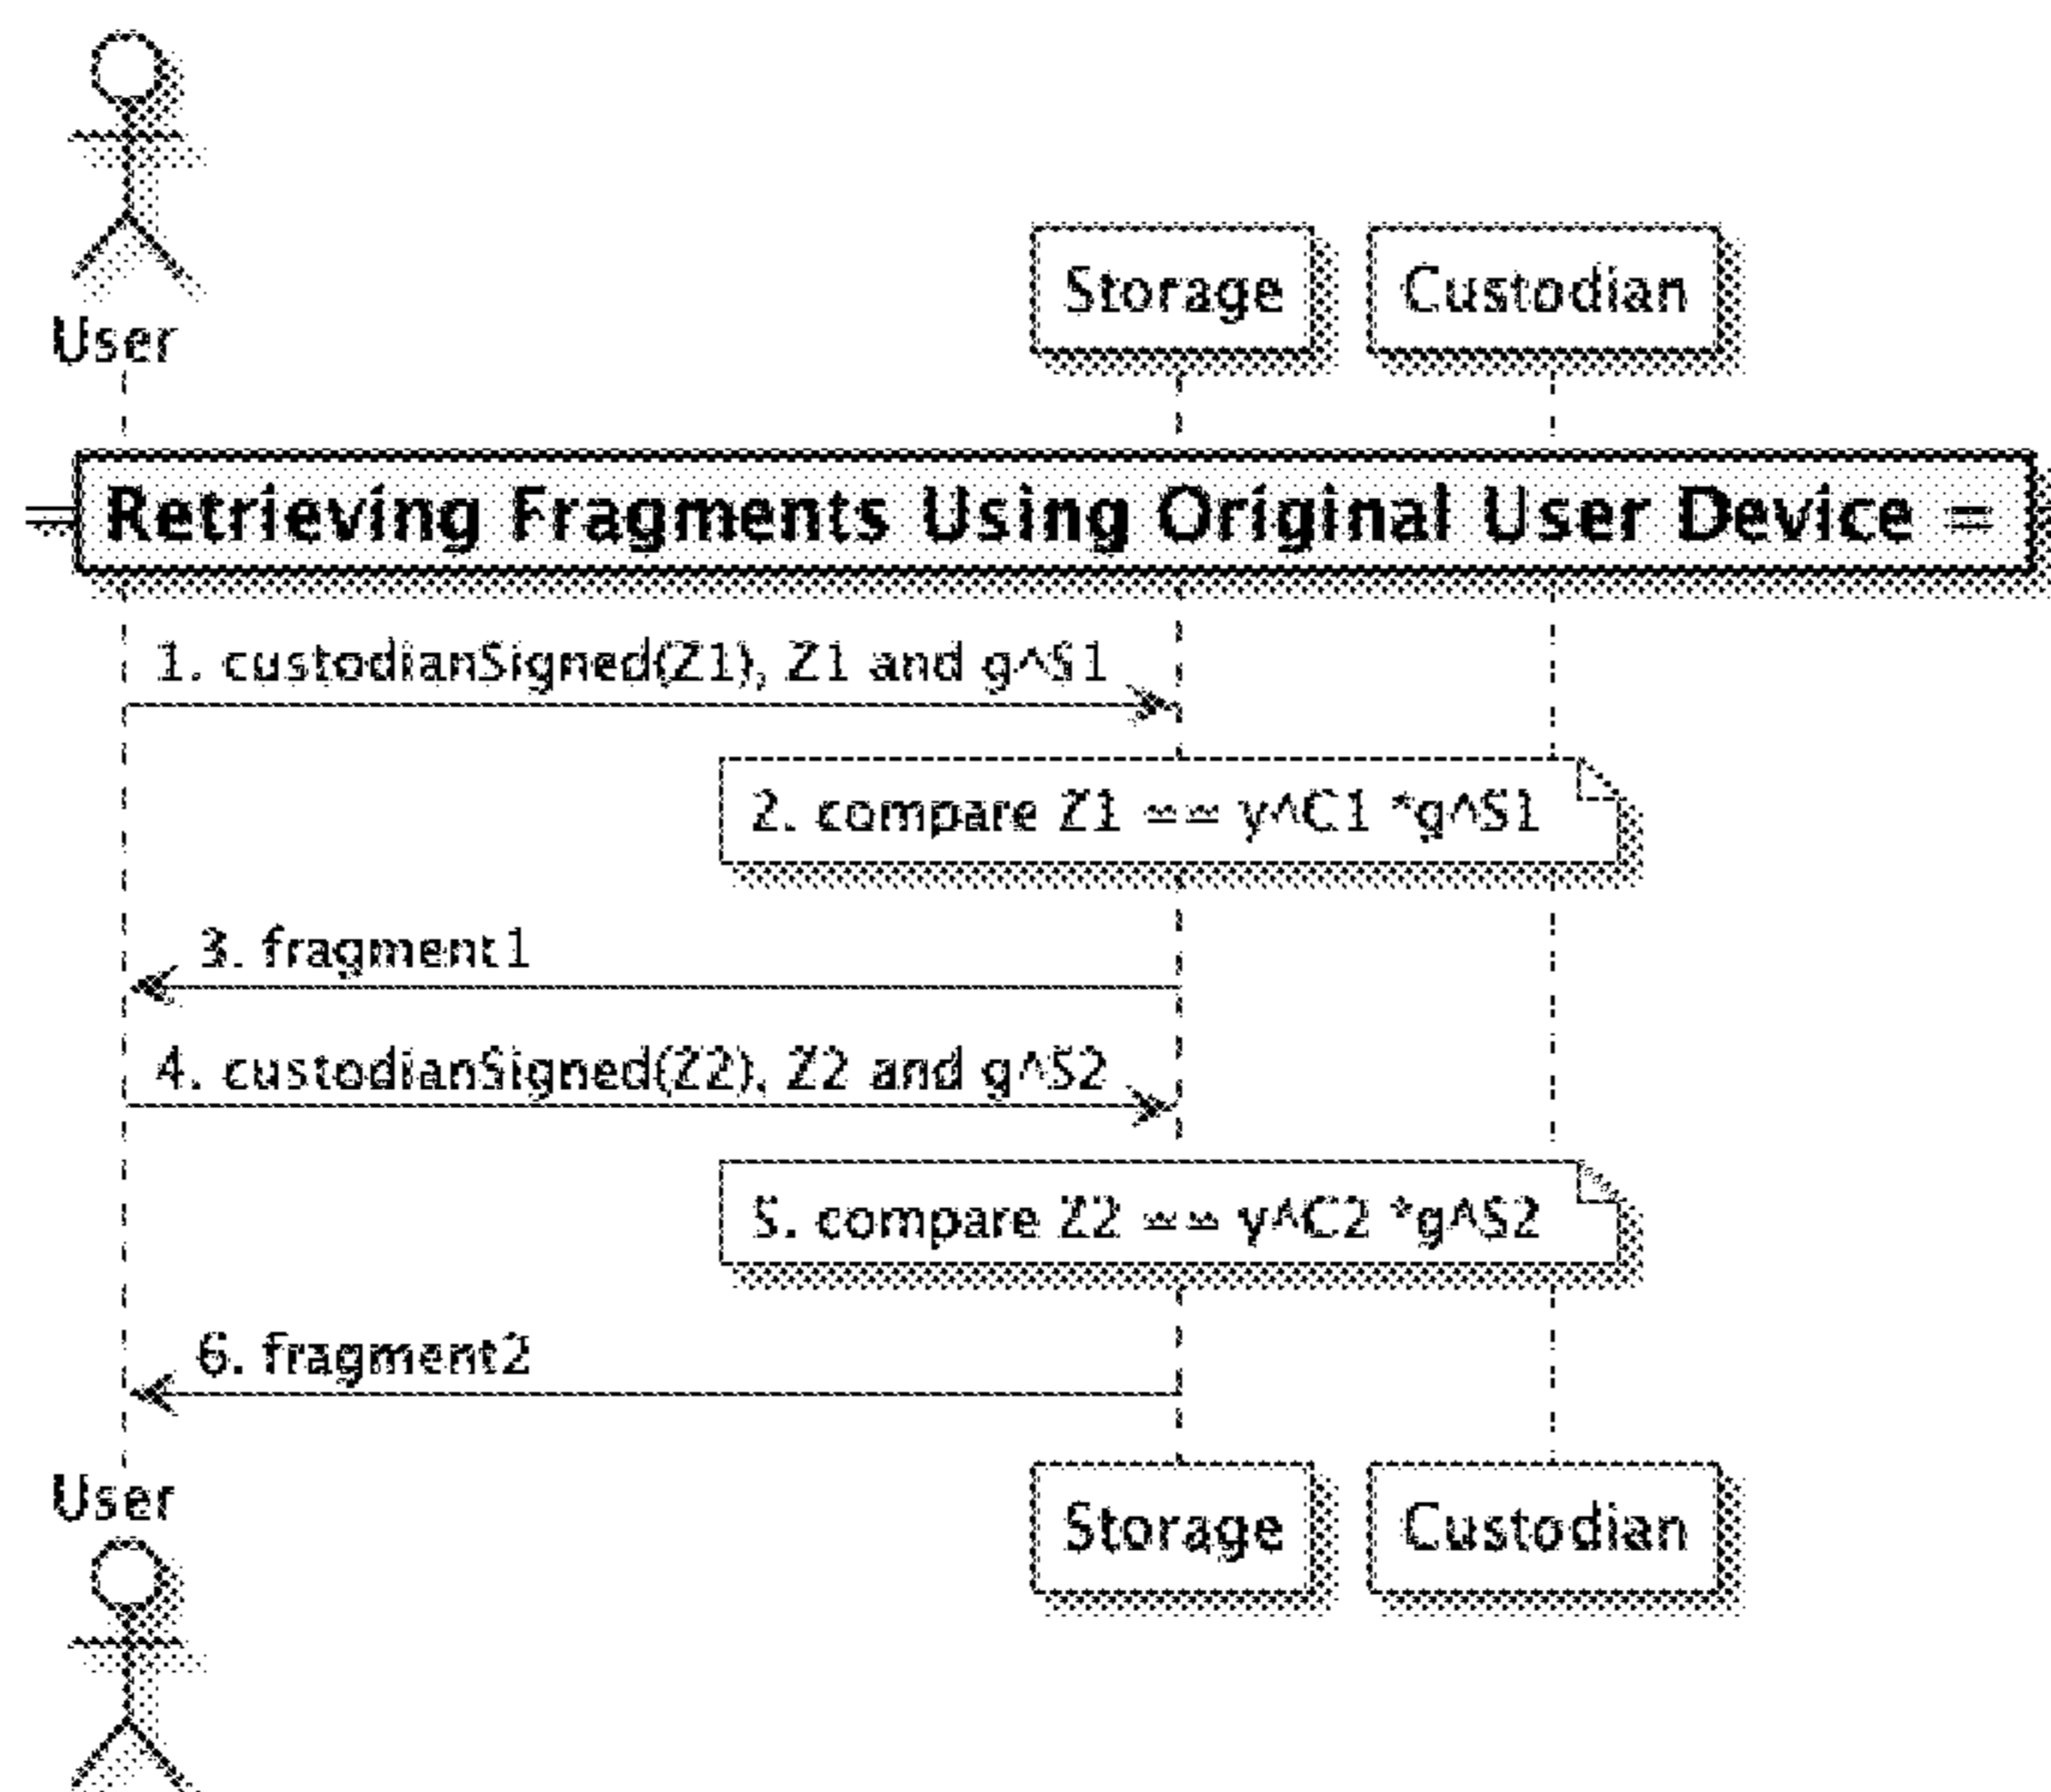 User
Storage
Custodian
Retrieving Fragments Using Original User Device =
1. custodianSigned(Z1), Z1 and g^S1
2. compare Z1 == y^C1 *g^S1
3. fragment1
4. custodianSigned(Z2), Z2 and g^S2
5. compare Z2 == y^C2 *g^S2
6. fragment2
User
Storage
Custodian